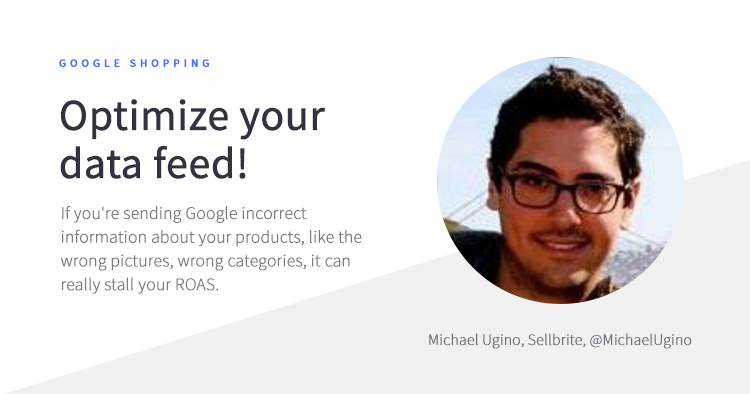 GOOGLE SHOPPING
Optimize your
data feed!
If you're sending Google incorrect
information about your products, like the
wrong pictures, wrong categories, it can
really stall your ROAS.
Michael Ugino, Sellbrite, @MichaelUgino